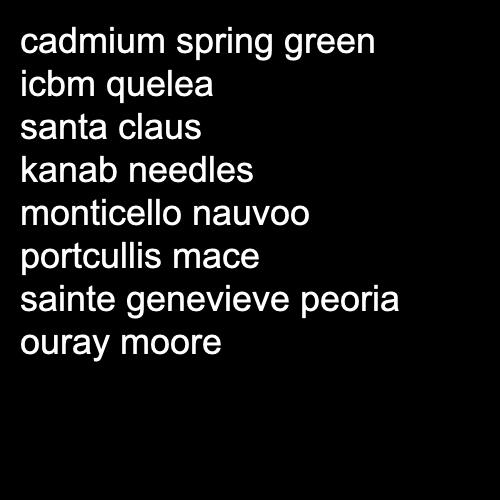 cadmium spring green
icbm quelea
santa claus
kanab needles
monticello nauvoo
portcullis mace
sainte genevieve peoria
ouray moore